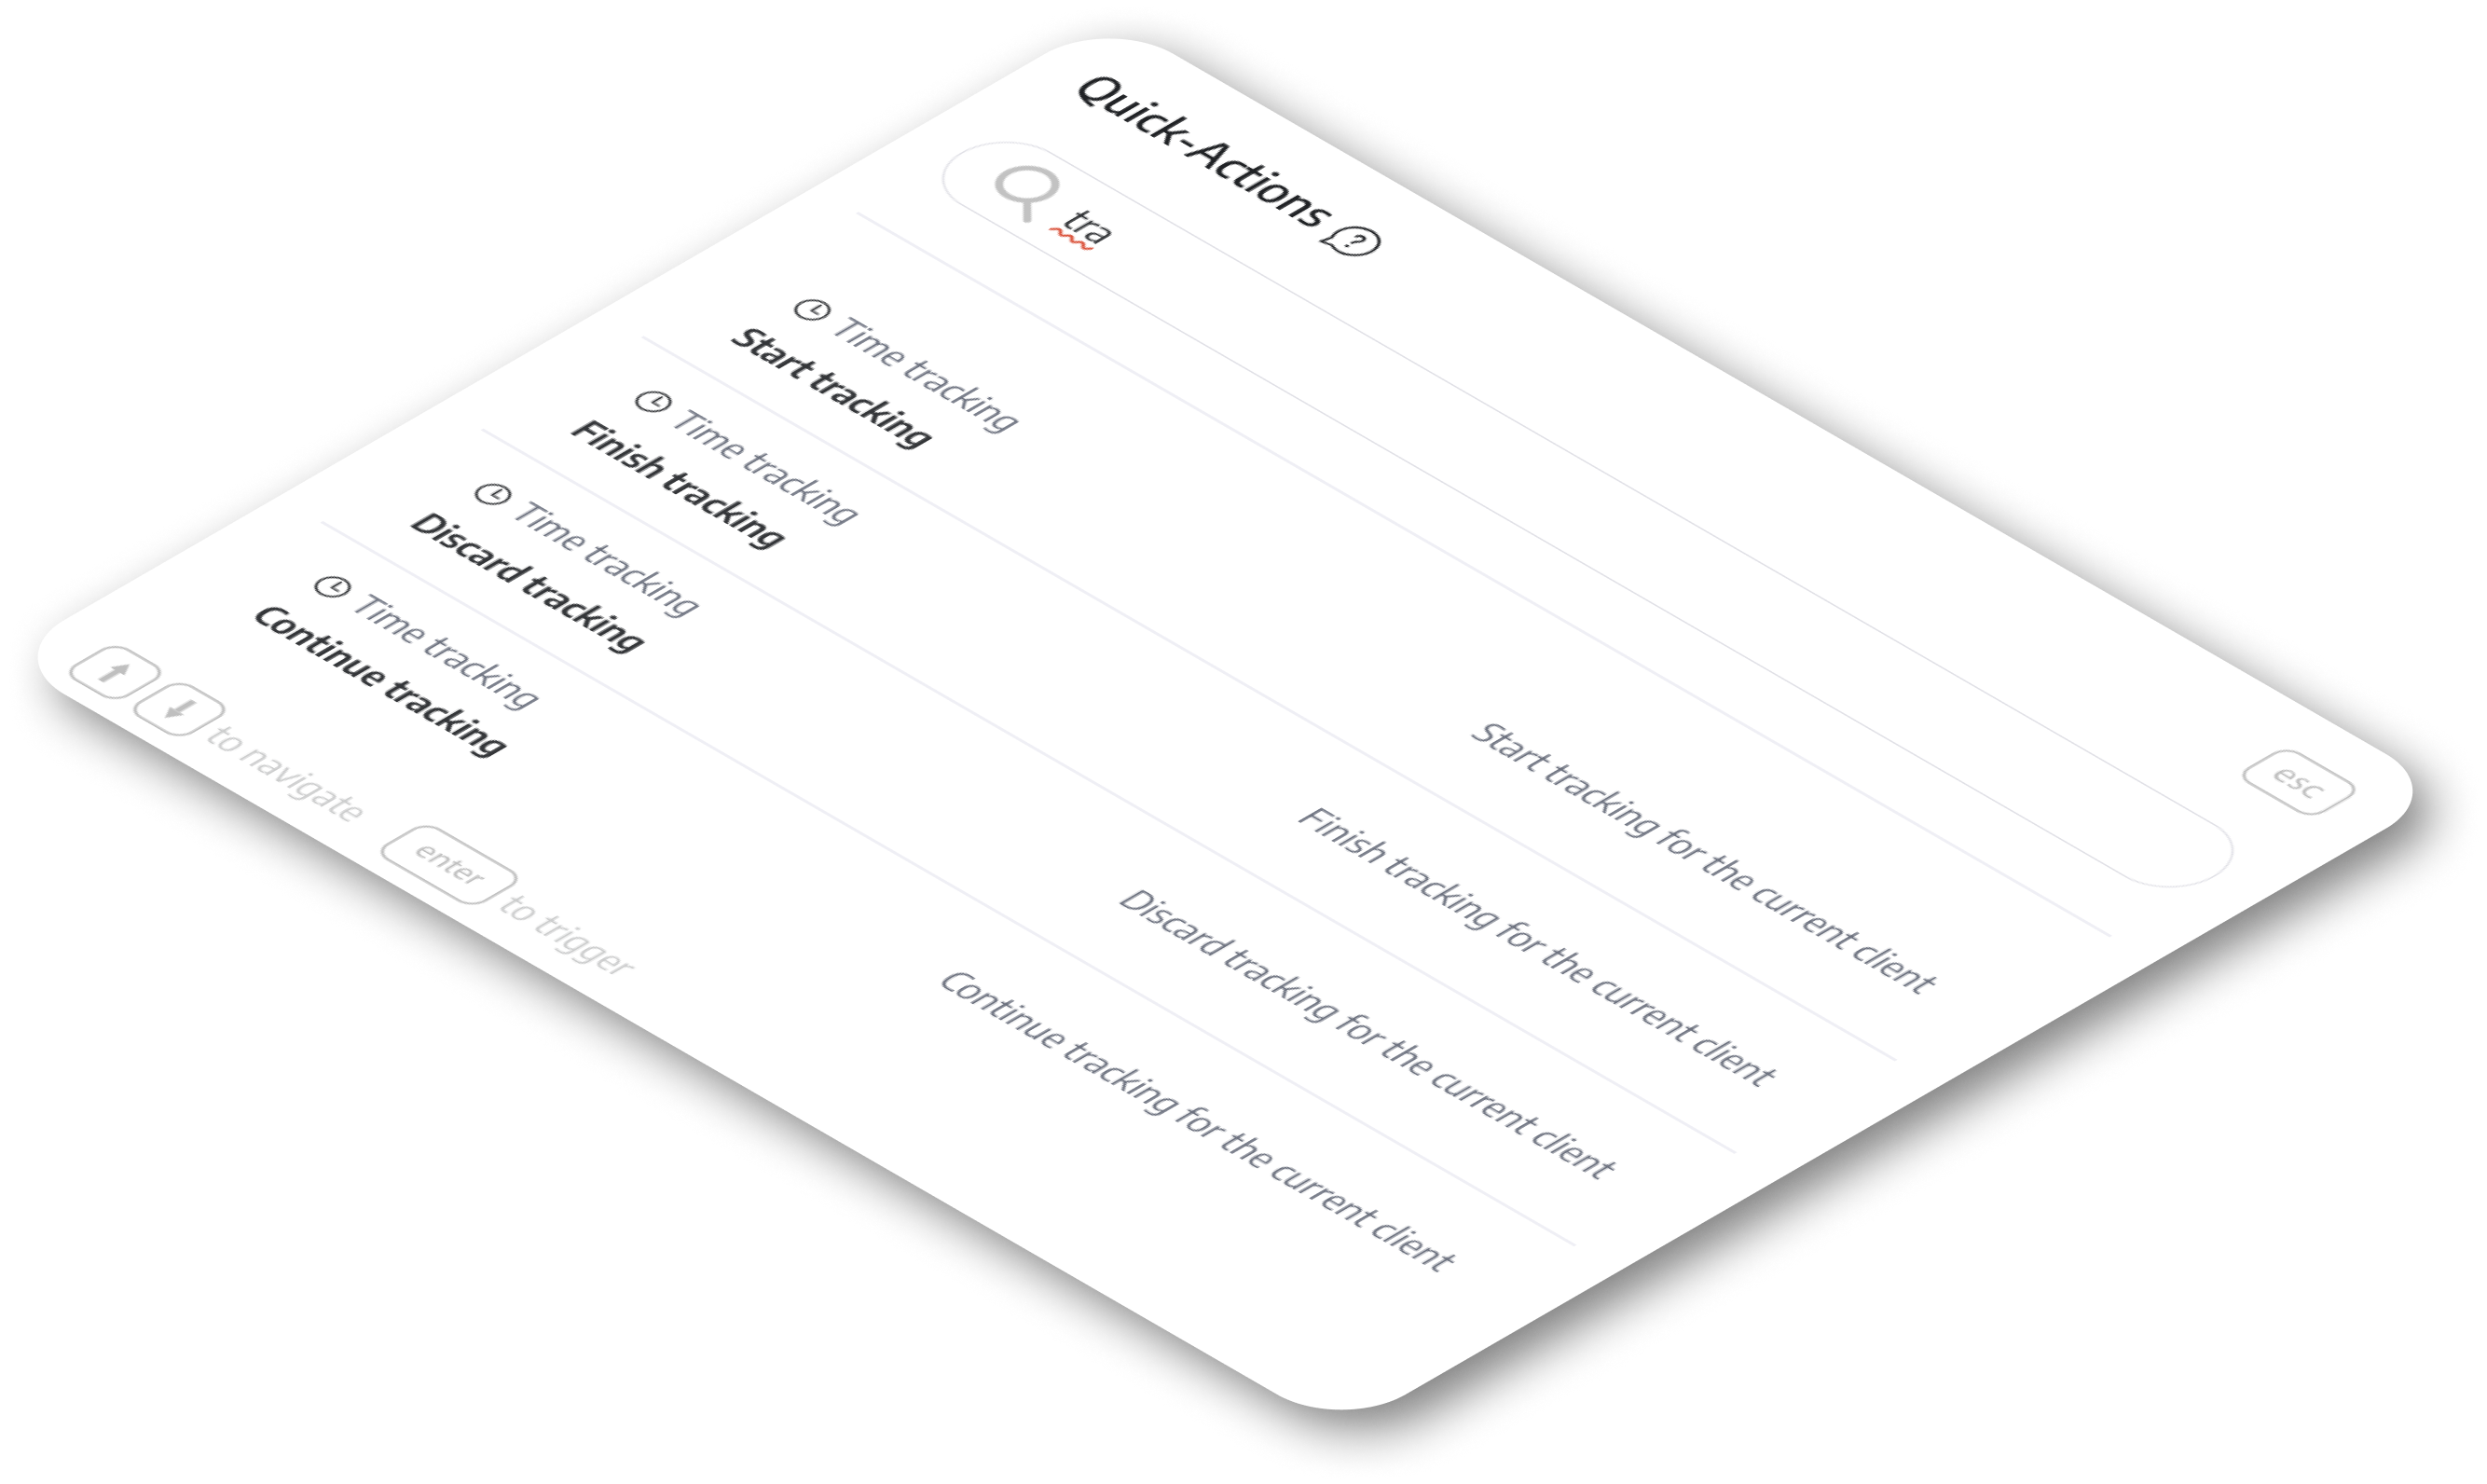 Quick-Actions ?
esc
tra
Time tracking
Start tracking
Start tracking for the current client
Time tracking
Finish tracking
Finish tracking for the current client
Time tracking
Discard tracking
Discard tracking for the current client
Time tracking
Continue tracking
Continue tracking for the current client
to navigate enter to trigger